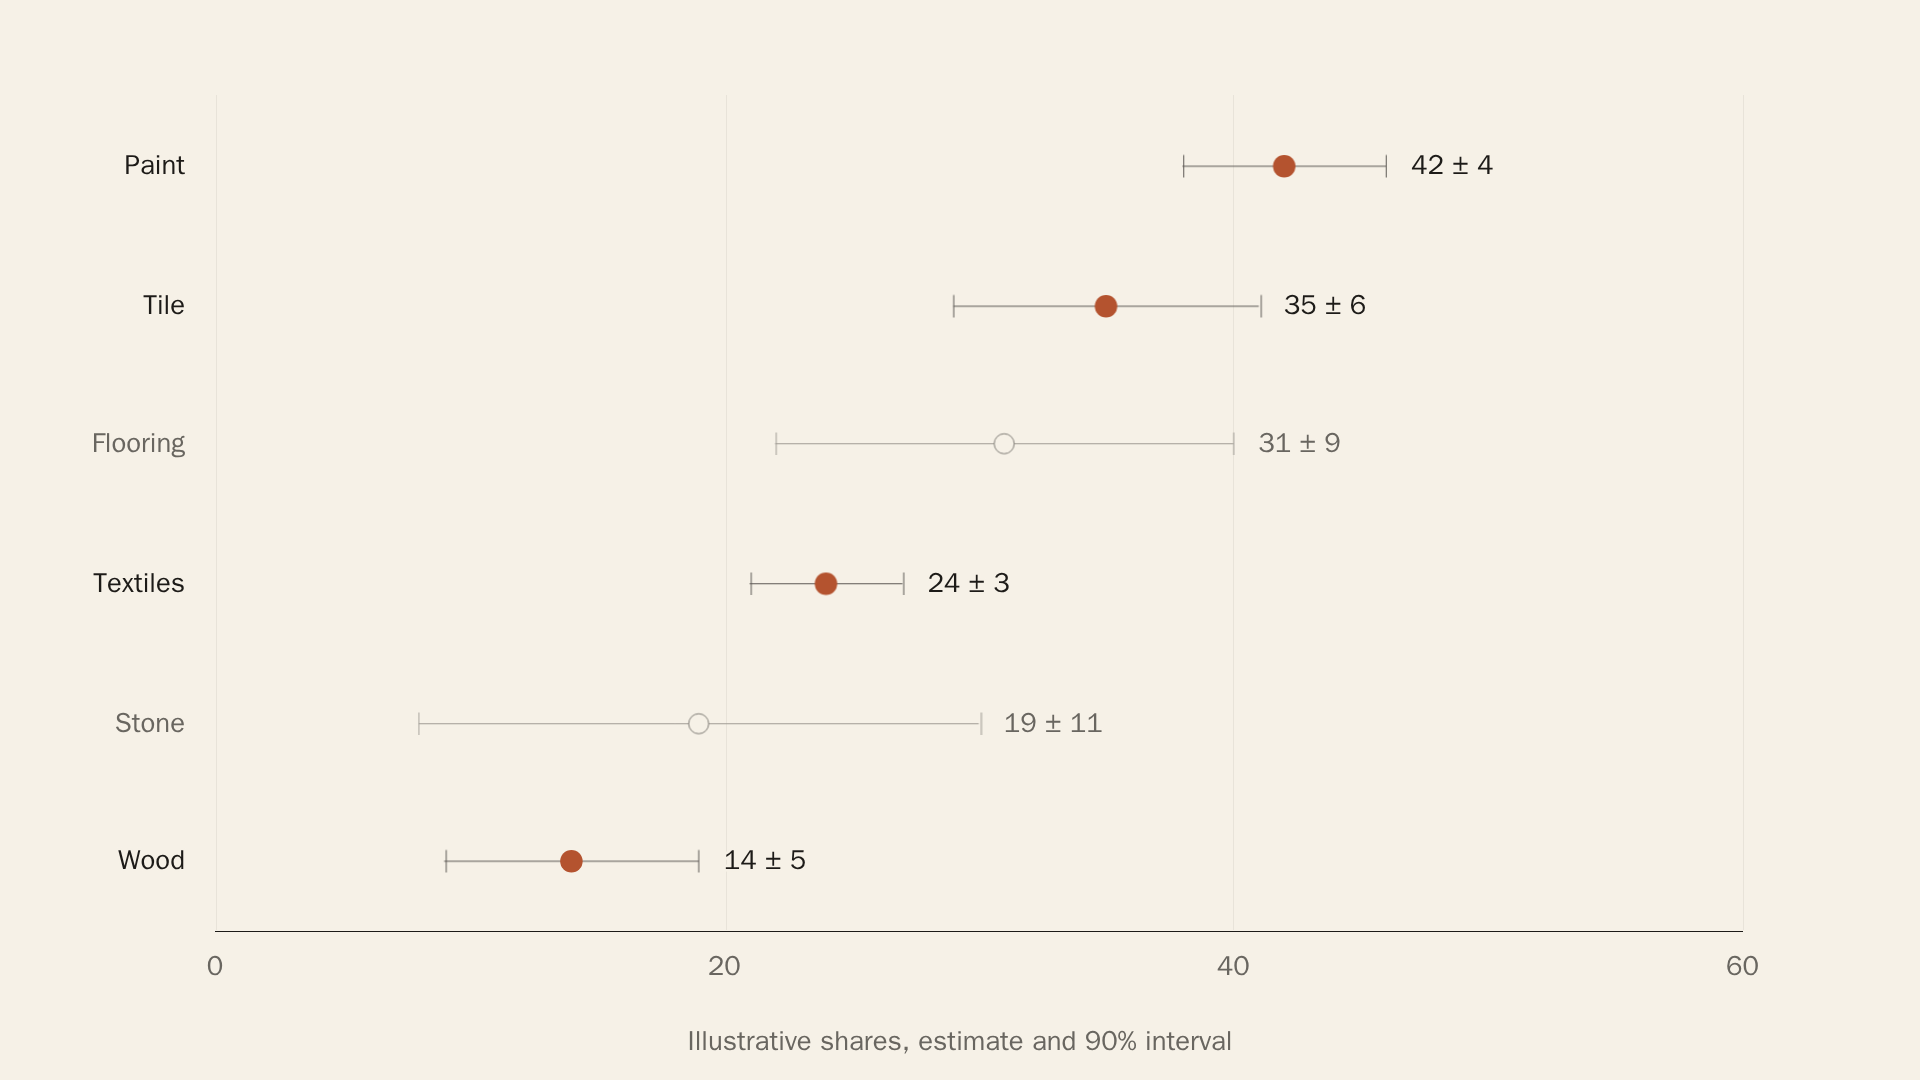 Paint 42 ± 4
Tile 35 ± 6
Flooring 31 ± 9
Textiles 24 ± 3
Stone 19 ± 11
Wood 14 ± 5
0 20 40 60
Illustrative shares, estimate and 90% interval